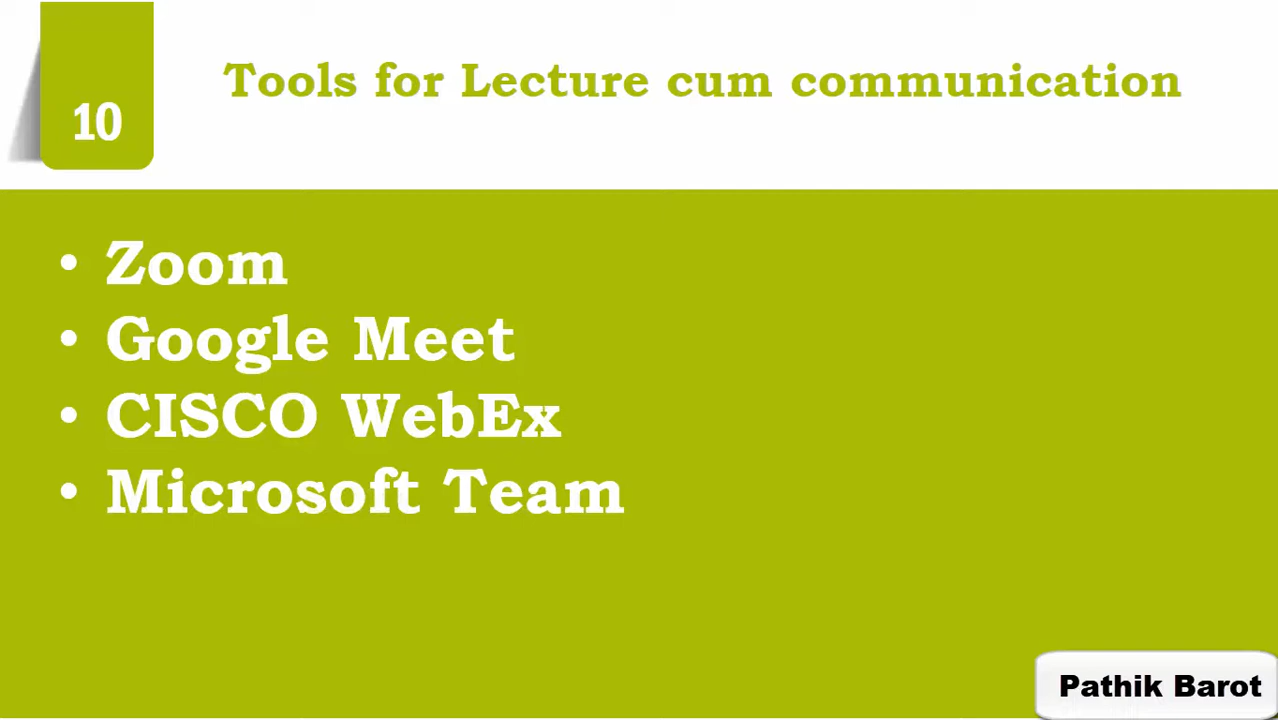 10
Tools for Lecture cum communication
• Zoom
• Google Meet
• CISCO WebEx
• Microsoft Team
Pathik Barot